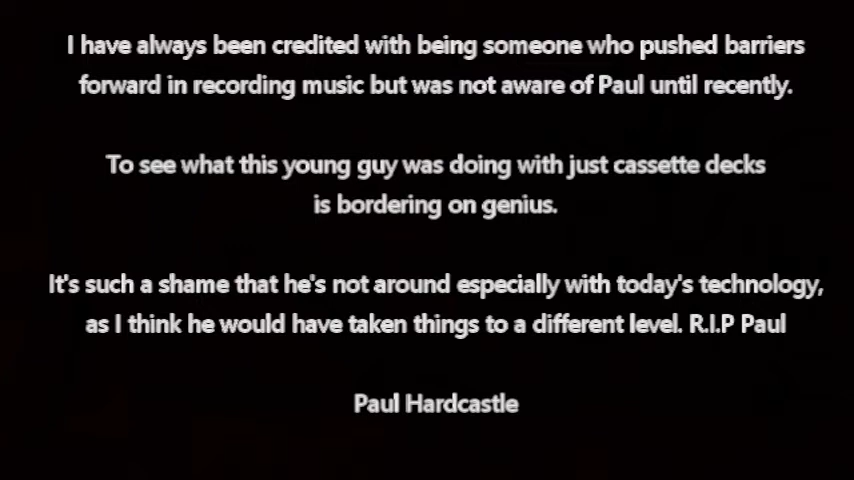 I have always been credited with being someone who pushed barriers
forward in recording music but was not aware of Paul until recently.
To see what this young guy was doing with just cassette decks
is bordering on genius.
It's such a shame that he's not around especially with today's technology,
as I think he would have taken things to a different level. R.I.P Paul
Paul Hardcastle